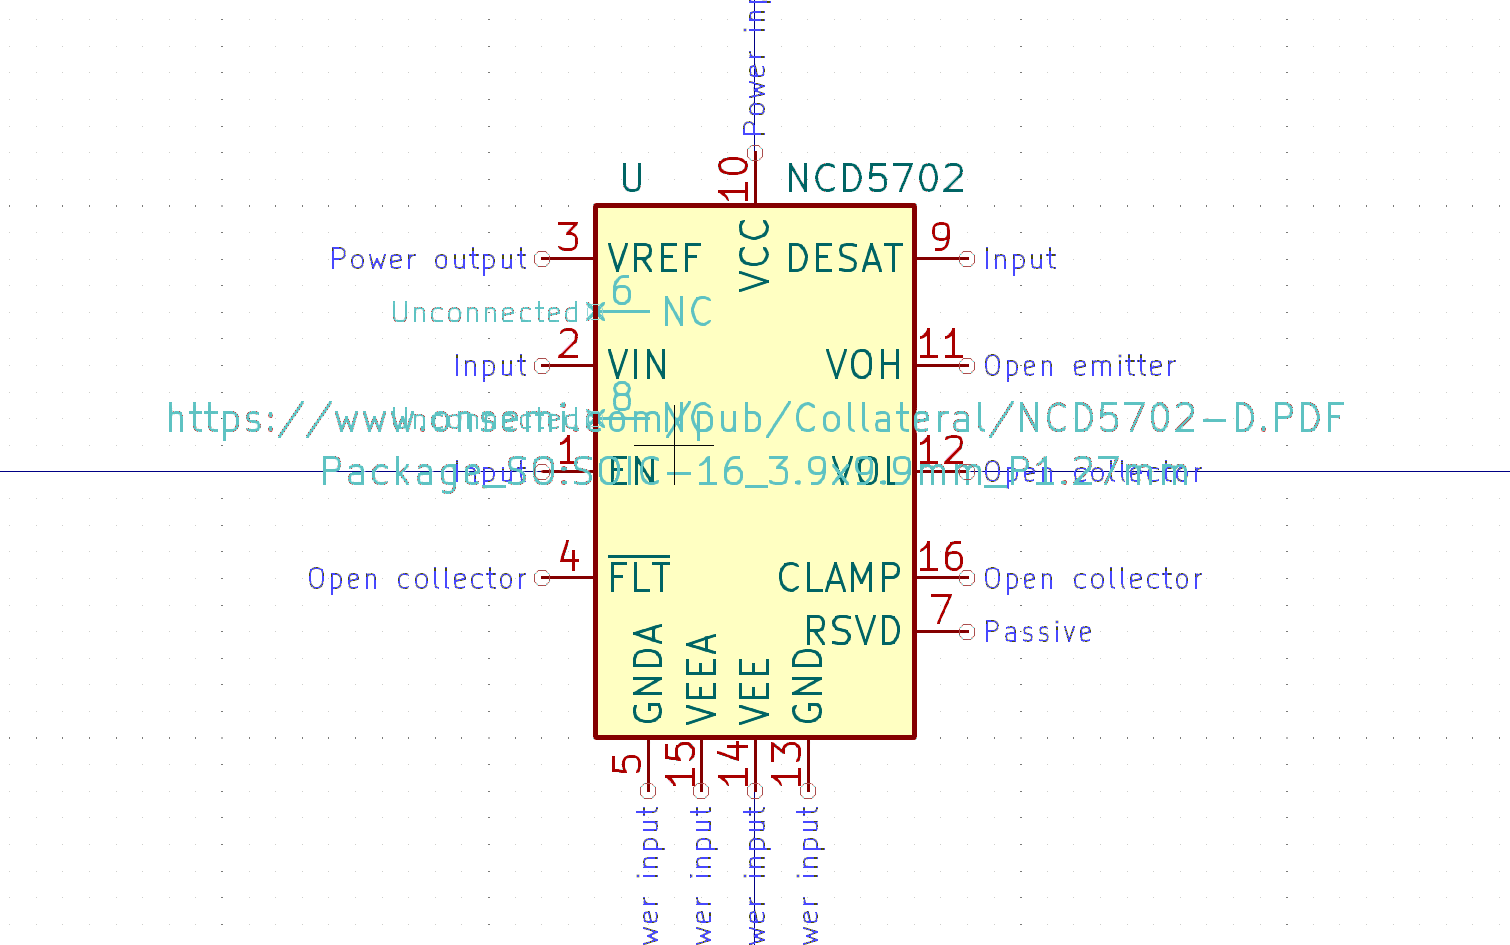 Power inp
10
U
NCD5702
VCC
Power output
3
VREF
DESAT
9
Input
Unconnected
6
NC
Input
2
VIN
VOH
11
Open emitter
Unconnected
8
NC
https://www.onsemi.com/pub/Collateral/NCD5702-D.PDF
Input
1
EN
VOL
12
Open collector
Package_SO:SOIC-16_3.9x9.9mm_P1.27mm
Open collector
4
FLT
CLAMP
16
Open collector
RSVD
7
Passive
GNDA
VEEA
VEE
GND
5
15
14
13
wer input
wer input
wer input
wer input